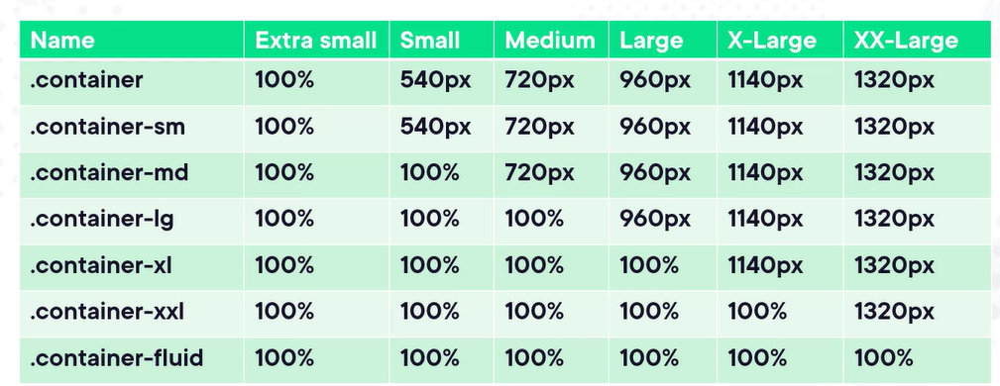 Name Extra small Small Medium Large X-Large XX-Large
.container 100% 540px 720px 960px 1140px 1320px
.container-sm 100% 540px 720px 960px 1140px 1320px
.container-md 100% 100% 720px 960px 1140px 1320px
.container-lg 100% 100% 100% 960px 1140px 1320px
.container-xl 100% 100% 100% 100% 1140px 1320px
.container-xxl 100% 100% 100% 100% 100% 1320px
.container-fluid 100% 100% 100% 100% 100% 100%